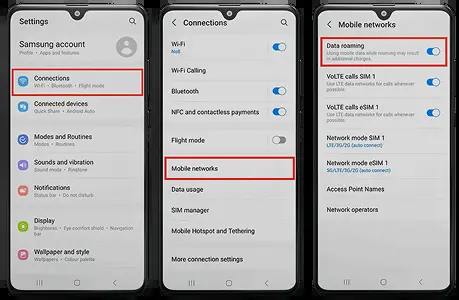 Settings
Samsung account
Profile • Apps and features
Connections
Wi-Fi • Bluetooth • Flight mode
Connected devices
Quick Share • Android Auto
Modes and Routines
Modes • Routines
Sounds and vibration
Sound mode • Ringtone
Notifications
Status bar • Do not disturb
Display
Brightness • Eye comfort shield • Navigation bar
Wallpaper and style
Wallpapers • Colour palette
Connections
Wi-Fi
Wi-Fi Calling
Bluetooth
NFC and contactless payments
Flight mode
Mobile networks
Data usage
SIM manager
Mobile Hotspot and Tethering
More connection settings
Mobile networks
Data roaming
Using mobile data while roaming may result
in additional charges.
VoLTE calls SIM 1
Use LTE data networks for calls whenever
possible.
VoLTE calls eSIM 1
Use LTE data networks for calls whenever
possible.
Network mode SIM 1
LTE/3G/2G (auto connect)
Network mode eSIM 1
5G/LTE/3G/2G (auto connect)
Access Point Names
Network operators